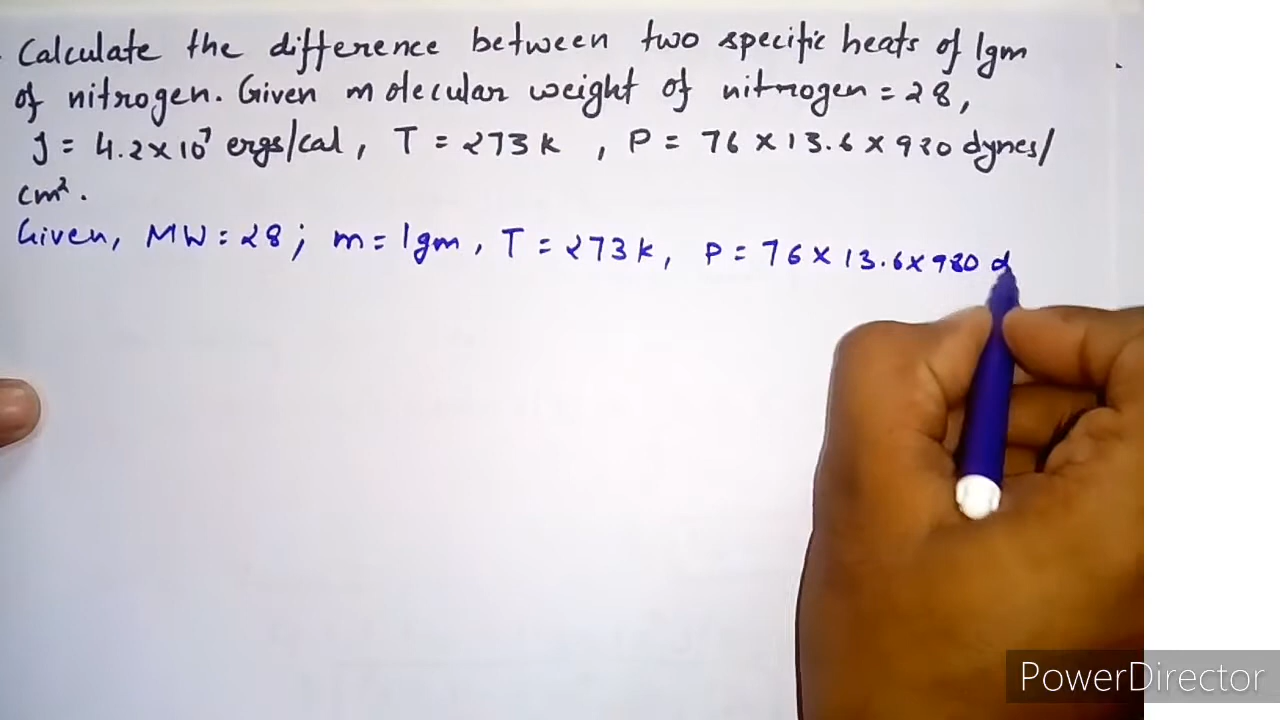 Calculate the difference between two specific heats of 1gm
of nitrogen. Given molecular weight of nitrogen = 28,
J = 4.2×10⁷ ergs/cal, T = 273 k, P = 76 × 13.6 × 980 dynes/
cm².
Given, MW = 28; m = 1gm, T = 273k, P = 76 × 13.6 × 980 d
PowerDirector